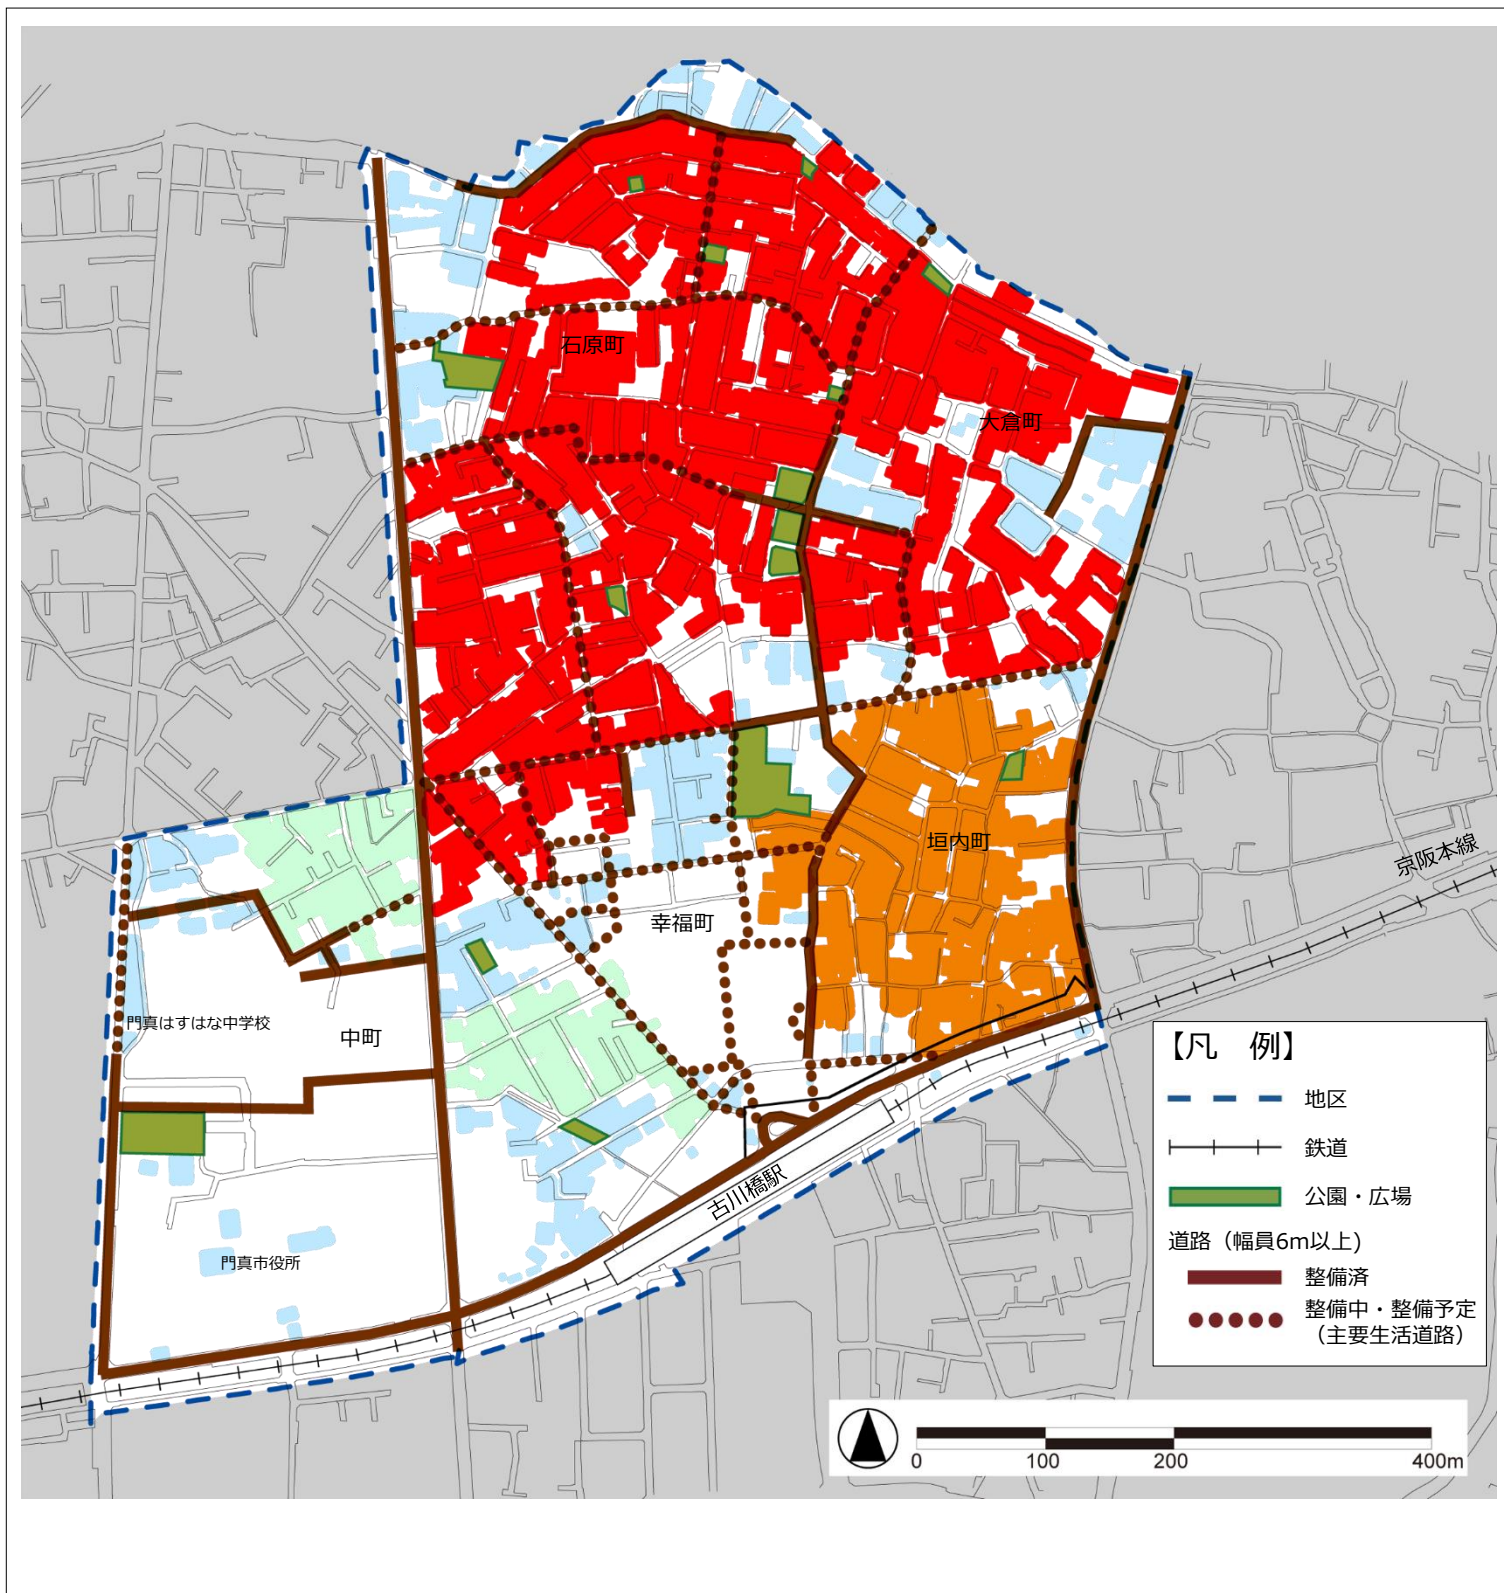 石原町
大倉町
垣内町
京阪本線
幸福町
門真はすはな中学校
中町
古川橋駅
門真市役所
【凡　例】
地区
鉄道
公園・広場
道路（幅員6m以上)
整備済
整備中・整備予定
（主要生活道路）
0 100 200 400m